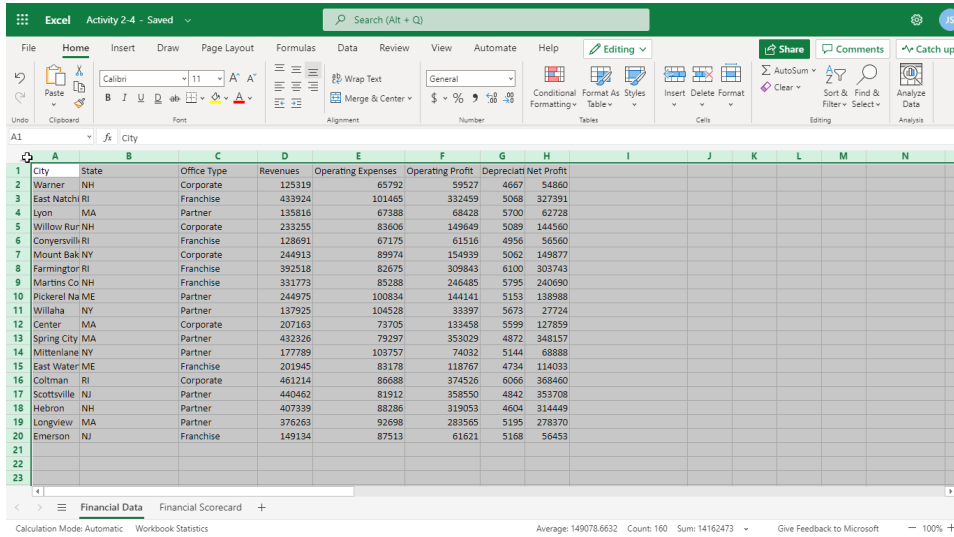 Excel Activity 2-4 - Saved Search (Alt + Q) JS
File Home Insert Draw Page Layout Formulas Data Review View Automate Help Editing Share Comments Catch up
Paste Calibri 11 A^ Aˇ Wrap Text General Conditional Formatting Format As Table Styles Insert Delete Format AutoSum Sort & Filter Find & Select Analyze Data
B I U D ab A Merge & Center $ % 9 Clear
Undo Clipboard Font Alignment Number Tables Cells Editing Analysis
A1 fx City
A B C D E F G H I J K L M N
1 City State Office Type Revenues Operating Expenses Operating Profit Depreciati Net Profit
2 Warner NH Corporate 125319 65792 59527 4667 54860
3 East Natchi RI Franchise 433924 101465 332459 5068 327391
4 Lyon MA Partner 135816 67388 68428 5700 62728
5 Willow Rur NH Corporate 233255 83606 149649 5089 144560
6 Conyersvill RI Franchise 128691 67175 61516 4956 56560
7 Mount Bak NY Corporate 244913 89974 154939 5062 149877
8 Farmington RI Franchise 392518 82675 309843 6100 303743
9 Martins Co NH Franchise 331773 85288 246485 5795 240690
10 Pickerel Na ME Partner 244975 100834 144141 5153 138988
11 Willaha NY Partner 137925 104528 33397 5673 27724
12 Center MA Corporate 207163 73705 133458 5599 127859
13 Spring City MA Partner 432326 79297 353029 4872 348157
14 Mittenlane NY Partner 177789 103757 74032 5144 68888
15 East Water ME Franchise 201945 83178 118767 4734 114033
16 Coltman RI Corporate 461214 86688 374526 6066 368460
17 Scottsville NJ Partner 440462 81912 358550 4842 353708
18 Hebron NH Partner 407339 88286 319053 4604 314449
19 Longview MA Partner 376263 92698 283565 5195 278370
20 Emerson NJ Franchise 149134 87513 61621 5168 56453
21
22
23
Financial Data Financial Scorecard +
Calculation Mode: Automatic Workbook Statistics Average: 149078.6632 Count: 160 Sum: 14162473 Give Feedback to Microsoft 100% +